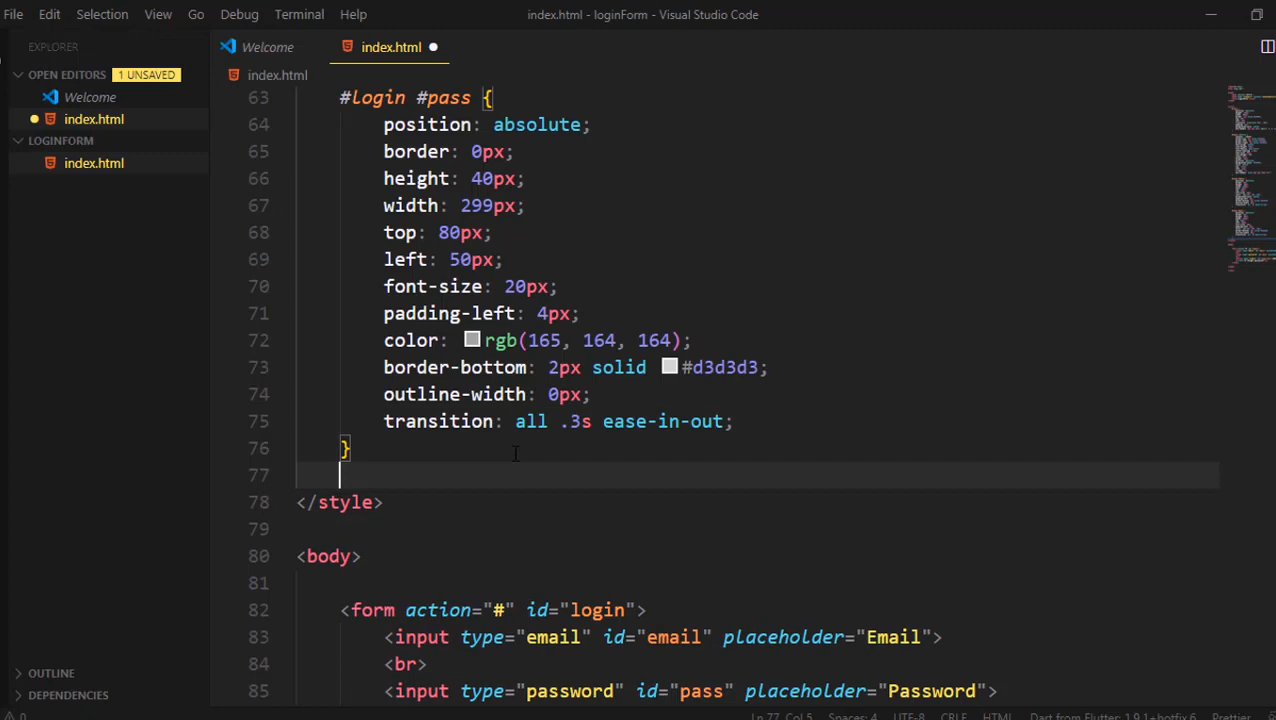 File Edit Selection View Go Debug Terminal Help index.html - loginForm - Visual Studio Code
EXPLORER
OPEN EDITORS 1 UNSAVED
Welcome
index.html
LOGINFORM
index.html
OUTLINE
DEPENDENCIES
Welcome index.html
index.html
63 #login #pass {
64 position: absolute;
65 border: 0px;
66 height: 40px;
67 width: 299px;
68 top: 80px;
69 left: 50px;
70 font-size: 20px;
71 padding-left: 4px;
72 color: rgb(165, 164, 164);
73 border-bottom: 2px solid #d3d3d3;
74 outline-width: 0px;
75 transition: all .3s ease-in-out;
76 }
77
78 </style>
79
80 <body>
81
82 <form action="#" id="login">
83 <input type="email" id="email" placeholder="Email">
84 <br>
85 <input type="password" id="pass" placeholder="Password">
0 Ln 77, Col 5 Spaces: 4 UTF-8 CRLF HTML Dart from Flutter: 1.9.1+hotfix.6 Prettier